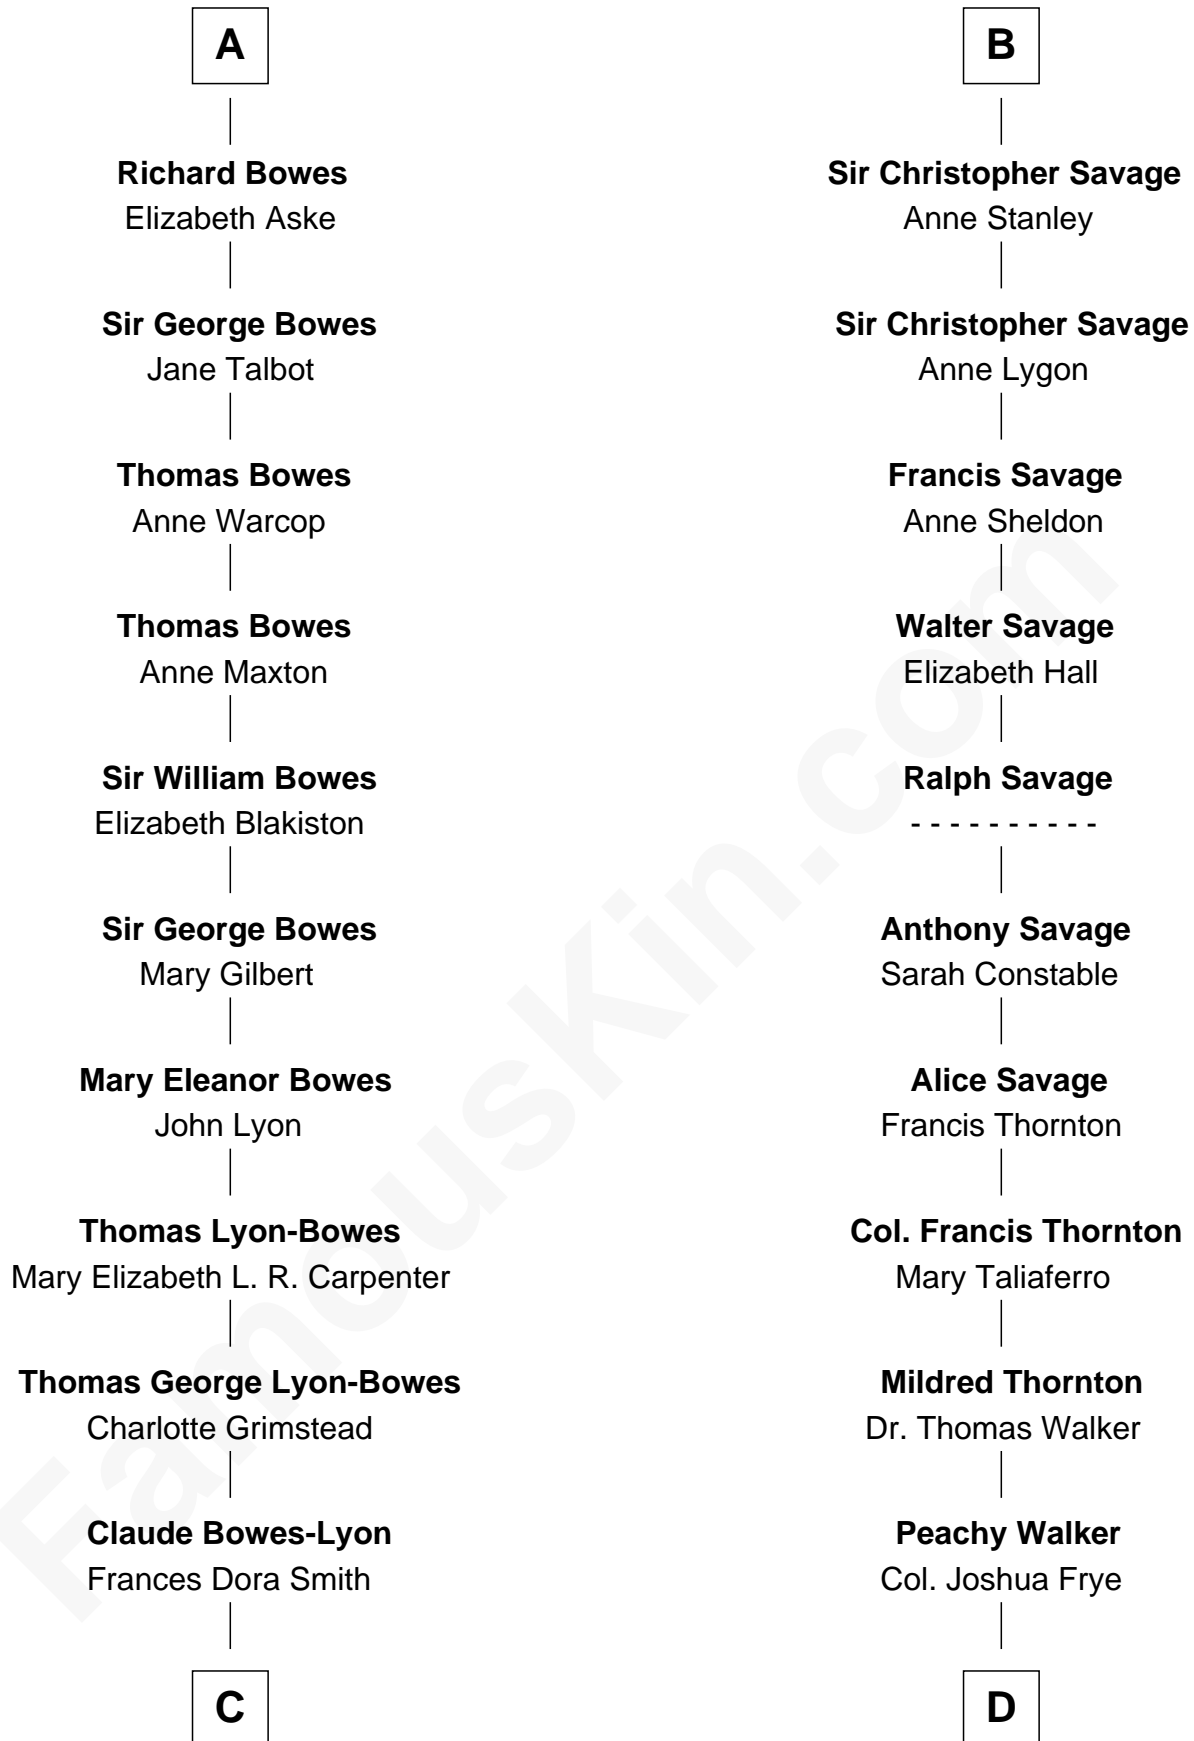 A
Richard Bowes
Elizabeth Aske
Sir George Bowes
Jane Talbot
Thomas Bowes
Anne Warcop
Thomas Bowes
Anne Maxton
Sir William Bowes
Elizabeth Blakiston
Sir George Bowes
Mary Gilbert
Mary Eleanor Bowes
John Lyon
Thomas Lyon-Bowes
Mary Elizabeth L. R. Carpenter
Thomas George Lyon-Bowes
Charlotte Grimstead
Claude Bowes-Lyon
Frances Dora Smith
C
B
Sir Christopher Savage
Anne Stanley
Sir Christopher Savage
Anne Lygon
Francis Savage
Anne Sheldon
Walter Savage
Elizabeth Hall
Ralph Savage
- - - - - - - - - -
Anthony Savage
Sarah Constable
Alice Savage
Francis Thornton
Col. Francis Thornton
Mary Taliaferro
Mildred Thornton
Dr. Thomas Walker
Peachy Walker
Col. Joshua Frye
D
FamousKin.com